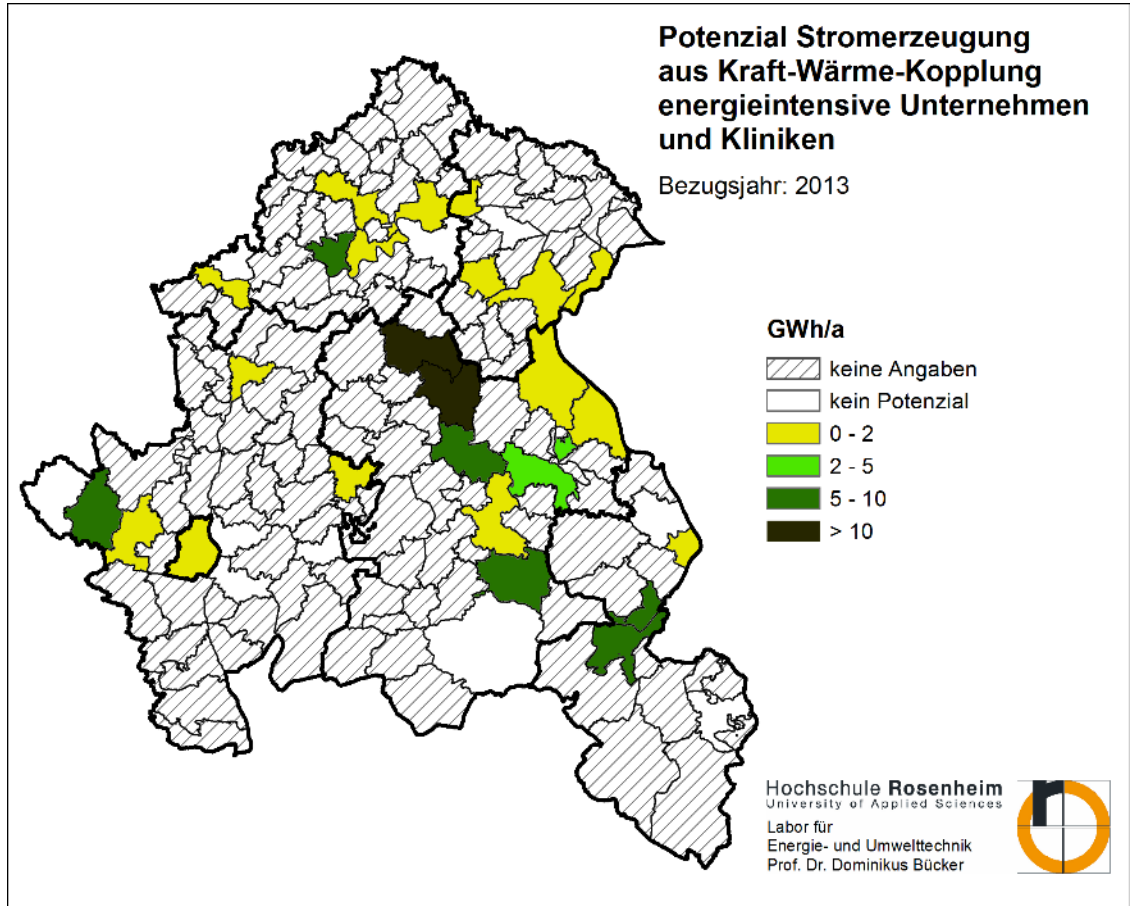 Potenzial Stromerzeugung
aus Kraft-Wärme-Kopplung
energieintensive Unternehmen
und Kliniken
Bezugsjahr: 2013
GWh/a
keine Angaben
kein Potenzial
0 - 2
2 - 5
5 - 10
> 10
Hochschule Rosenheim
University of Applied Sciences
Labor für
Energie- und Umwelttechnik
Prof. Dr. Dominikus Bücker